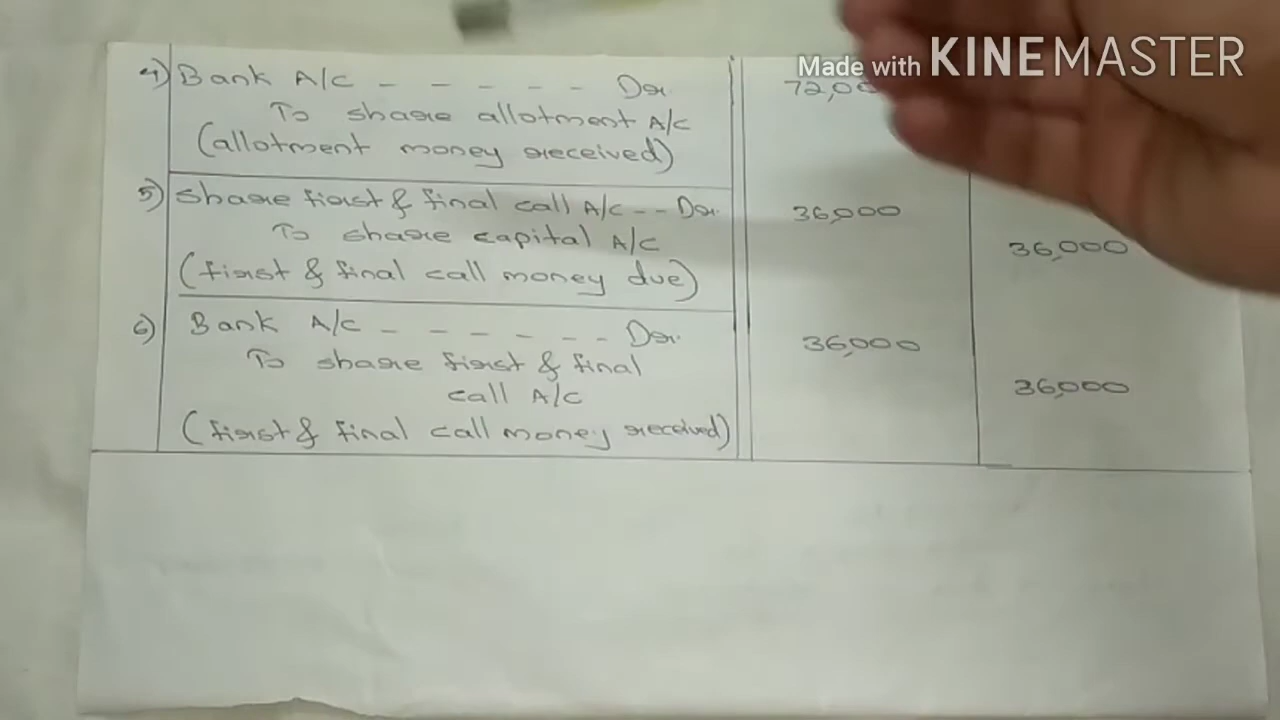 Made with KINEMASTER
4) Bank A/C - - - - - Dr.
To share allotment A/C
(allotment money received)
5) Share first & final call A/C - - Dr. 36,000
To share capital A/C 36,000
(first & final call money due)
6) Bank A/C - - - - - - Dr. 36,000
To share first & final
call A/C 36,000
(first & final call money received)